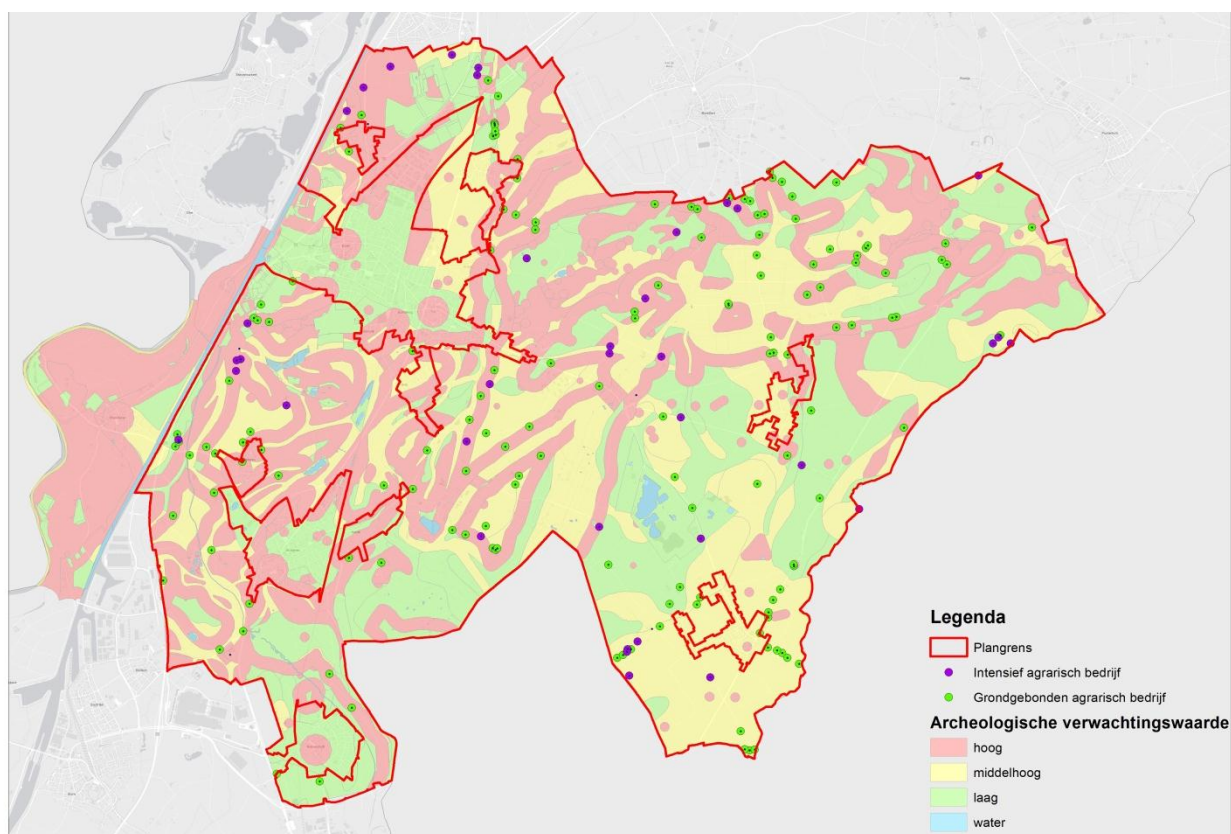 Legenda
Plangrens
Intensief agrarisch bedrijf
Grondgebonden agrarisch bedrijf
Archeologische verwachtingswaarde
hoog
middelhoog
laag
water